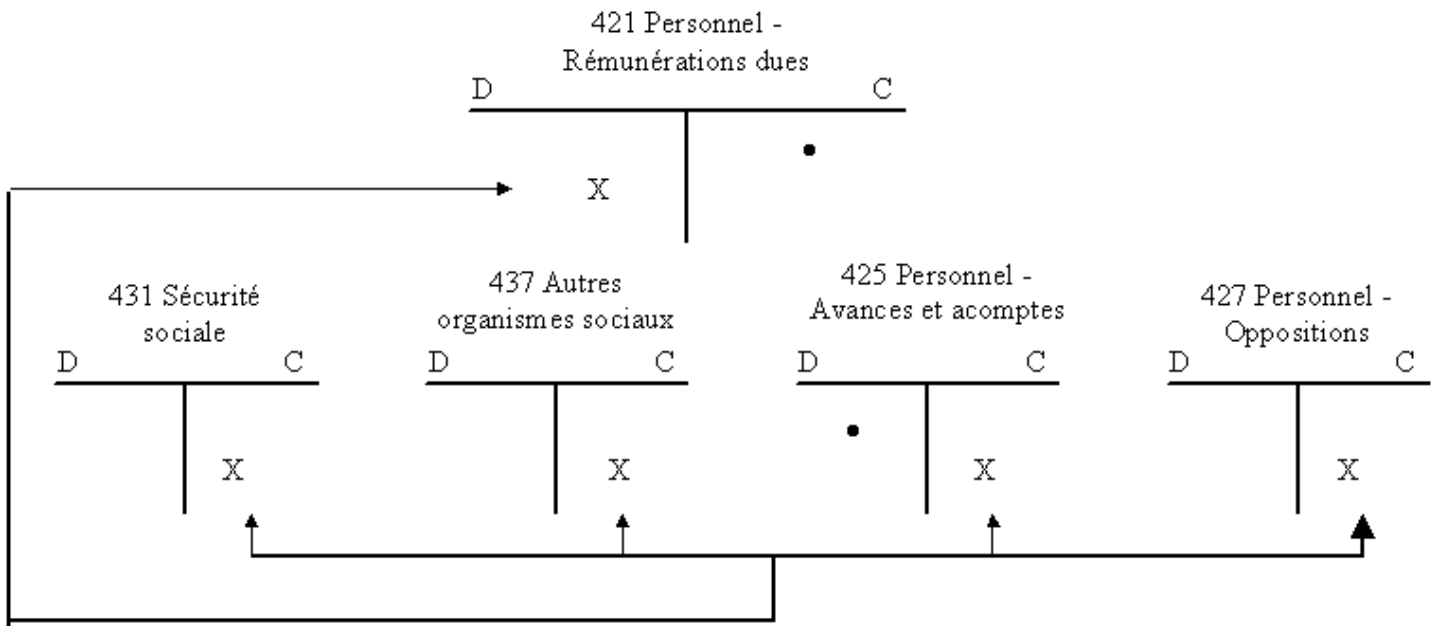 421 Personnel -
Rémunérations dues
D C
•
X
431 Sécurité
sociale
D C
X
437 Autres
organismes sociaux
D C
X
425 Personnel -
Avances et acomptes
D C
•
X
427 Personnel -
Oppositions
D C
X